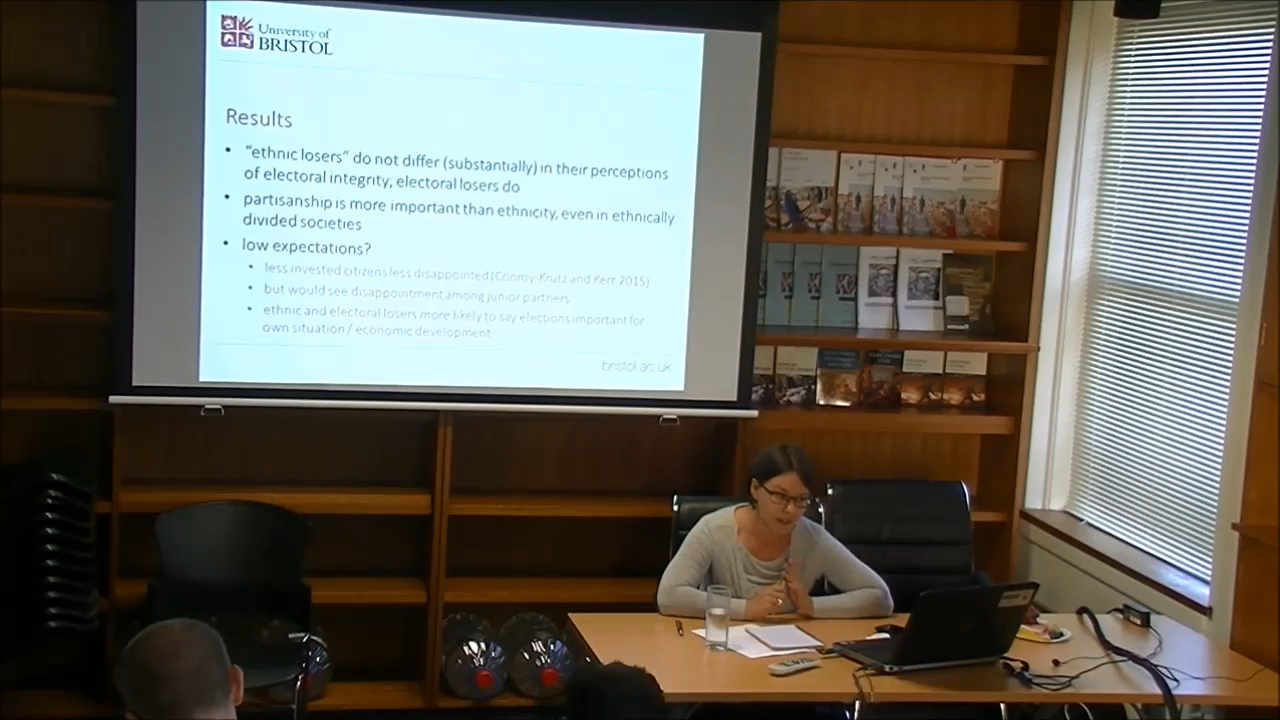 University of
BRISTOL
Results
• "ethnic losers" do not differ (substantially) in their perceptions
of electoral integrity, electoral losers do
• partisanship is more important than ethnicity, even in ethnically
divided societies
• low expectations?
• less invested citizens less disappointed (Conroy-Krutz and Kerr 2015)
• but would see disappointment among junior partners
• ethnic and electoral losers more likely to say elections important for
own situation / economic development
bristol.ac.uk